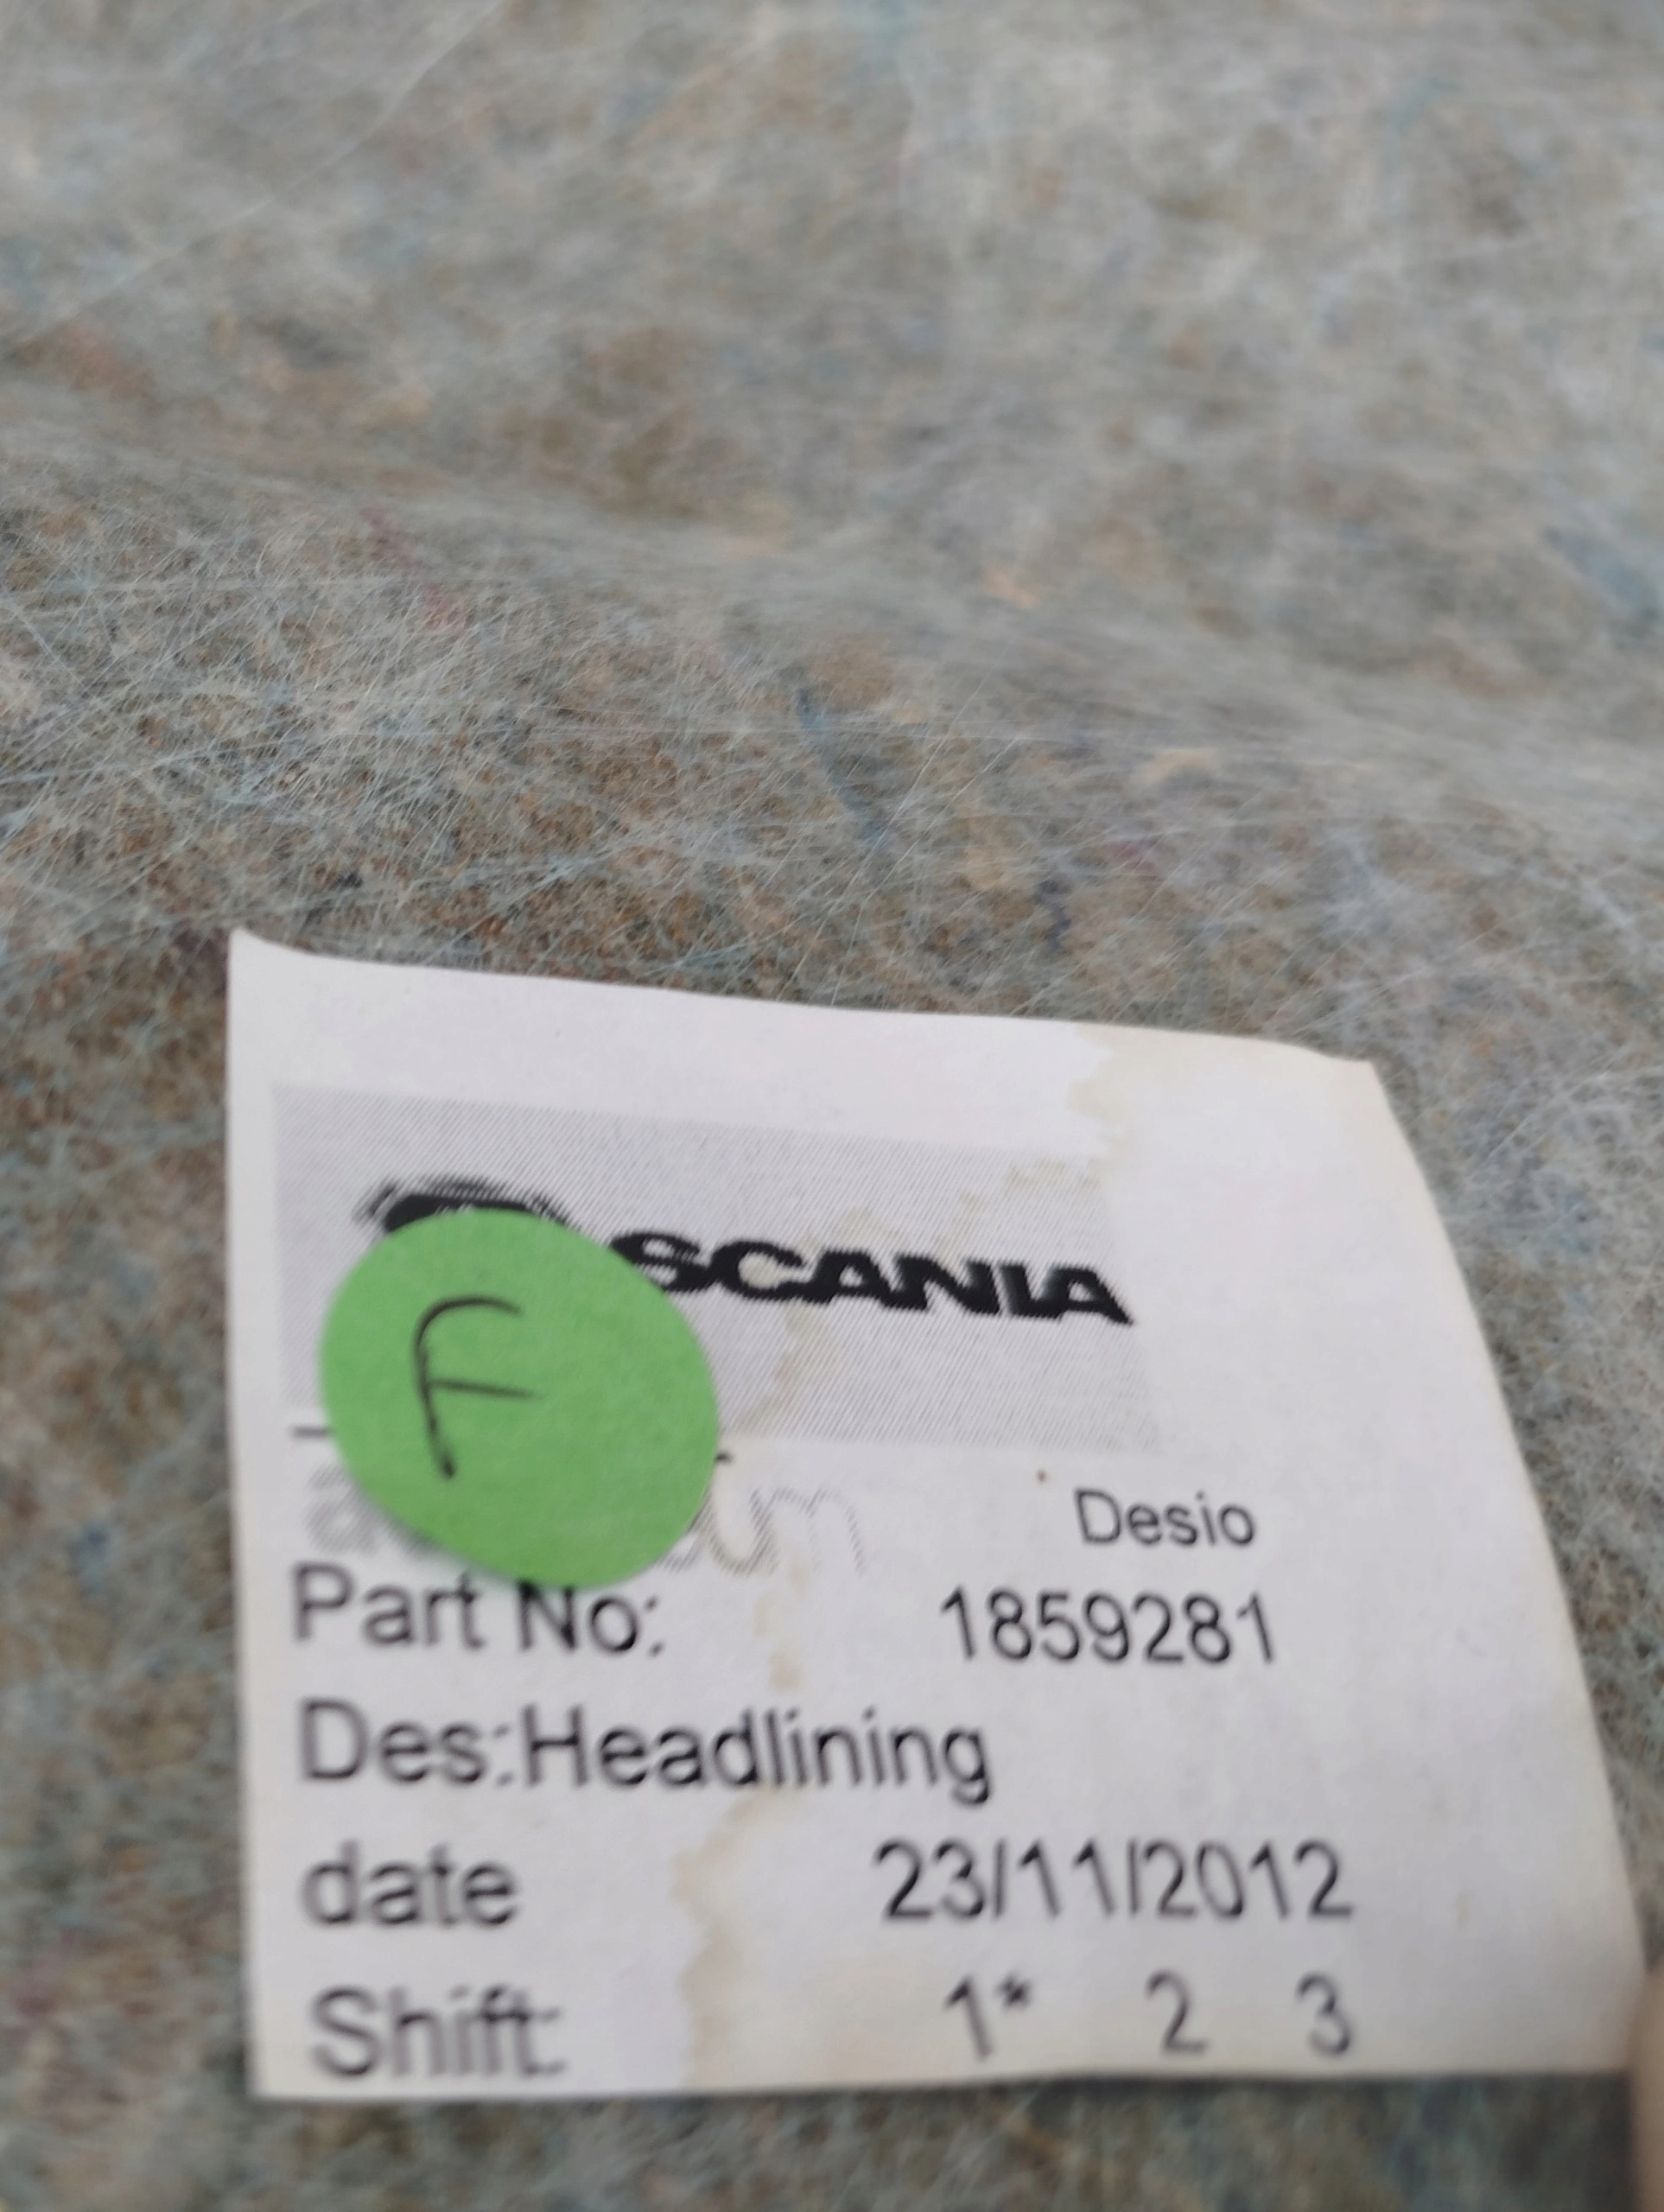 SCANIA
F
Desio
Part No: 1859281
Des:Headlining
date 23/11/2012
Shift: 1* 2 3